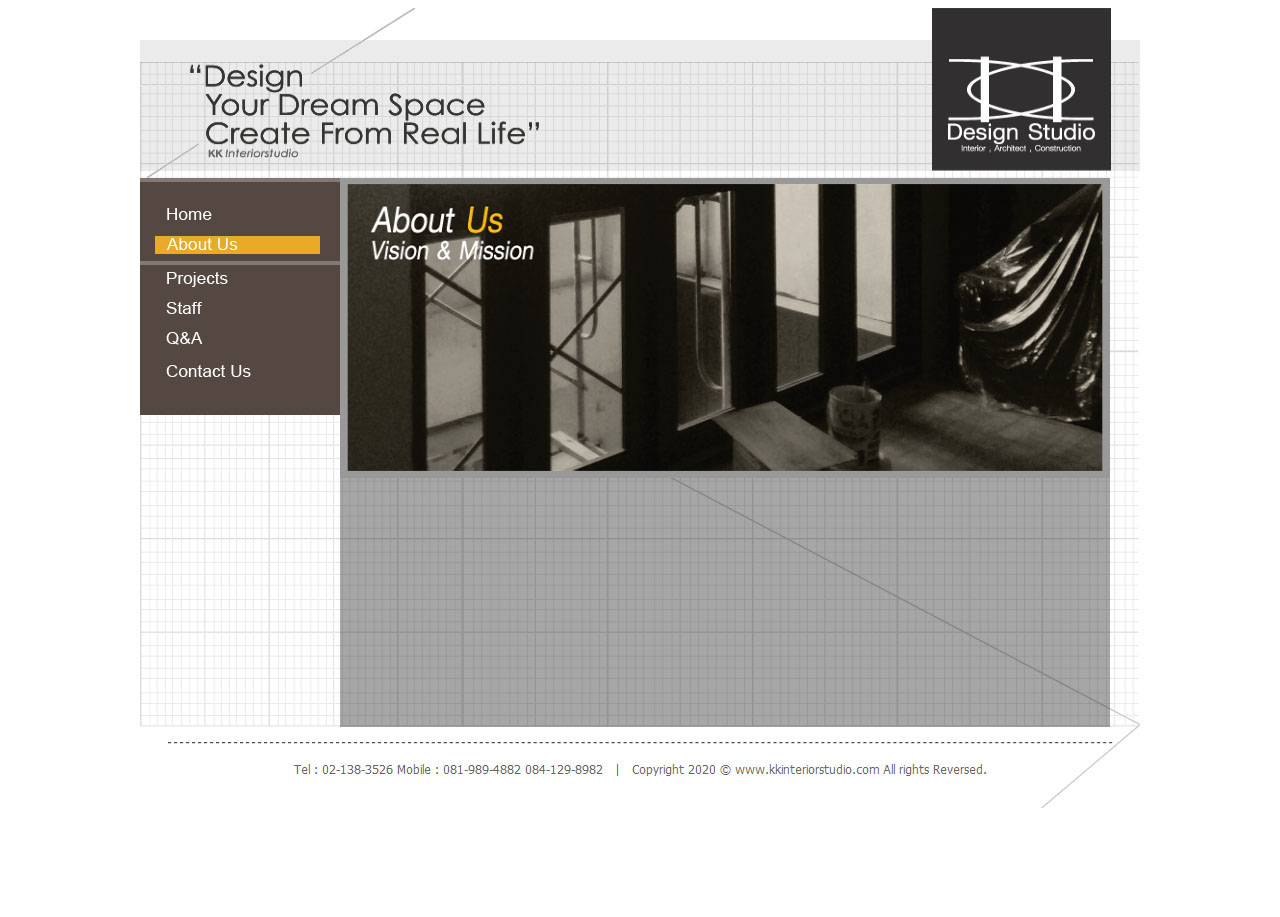 “Design
Your Dream Space
Create From Real Life”
KK Interiorstudio
Design Studio
Interior , Architect , Construction
Home
About Us
Projects
Staff
Q&A
Contact Us
About Us
Vision & Mission
Tel : 02-138-3526 Mobile : 081-989-4882 084-129-8982 | Copyright 2020 © www.kkinteriorstudio.com All rights Reversed.